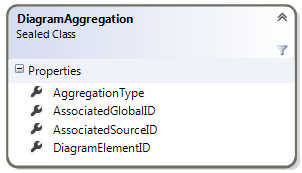 DiagramAggregation
Sealed Class
Properties
AggregationType
AssociatedGlobalID
AssociatedSourceID
DiagramElementID